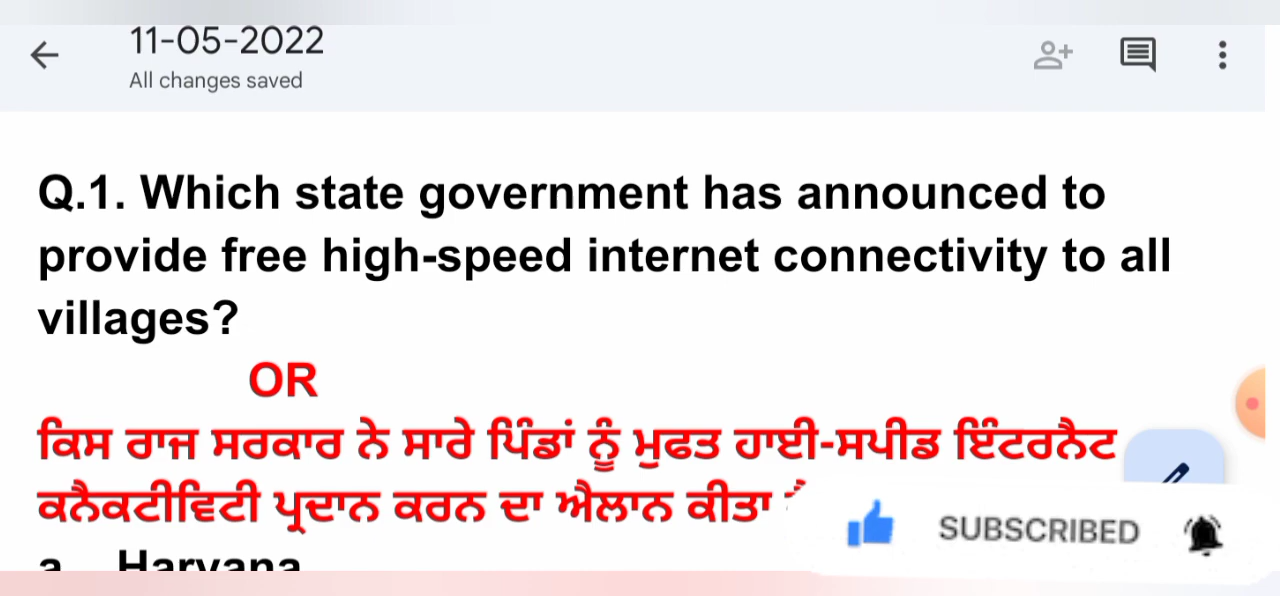 11-05-2022
All changes saved
Q.1. Which state government has announced to
provide free high-speed internet connectivity to all
villages?
OR
ਕਿਸ ਰਾਜ ਸਰਕਾਰ ਨੇ ਸਾਰੇ ਪਿੰਡਾਂ ਨੂੰ ਮੁਫਤ ਹਾਈ-ਸਪੀਡ ਇੰਟਰਨੈਟ
ਕਨੈਕਟੀਵਿਟੀ ਪ੍ਰਦਾਨ ਕਰਨ ਦਾ ਐਲਾਨ ਕੀਤਾ
SUBSCRIBED
a. Haryana